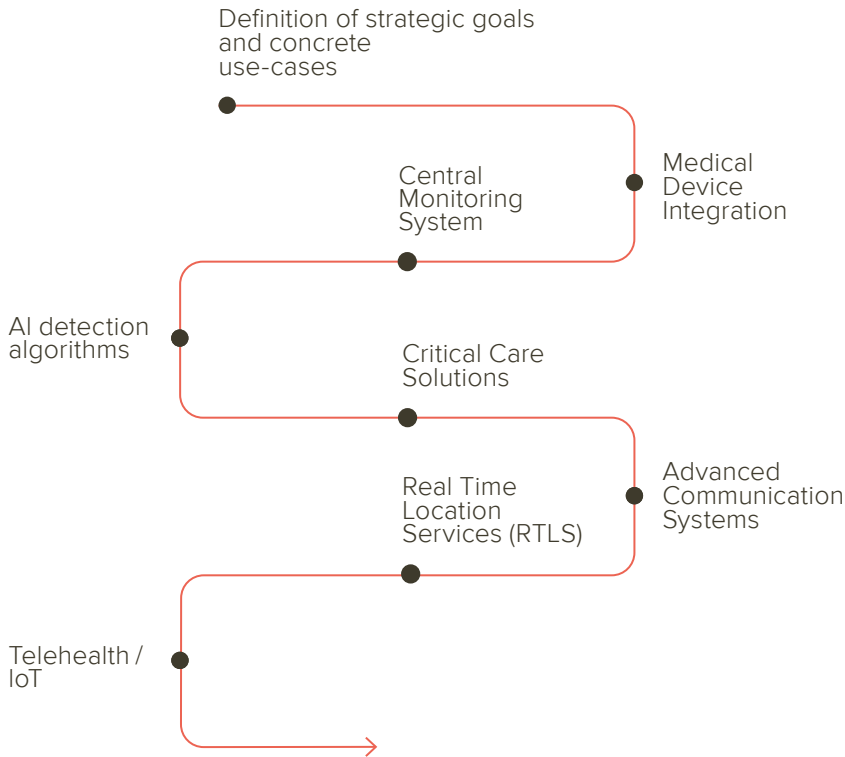 Definition of strategic goals
and concrete
use-cases
Medical
Device
Integration
Central
Monitoring
System
AI detection
algorithms
Critical Care
Solutions
Advanced
Communication
Systems
Real Time
Location
Services (RTLS)
Telehealth /
IoT